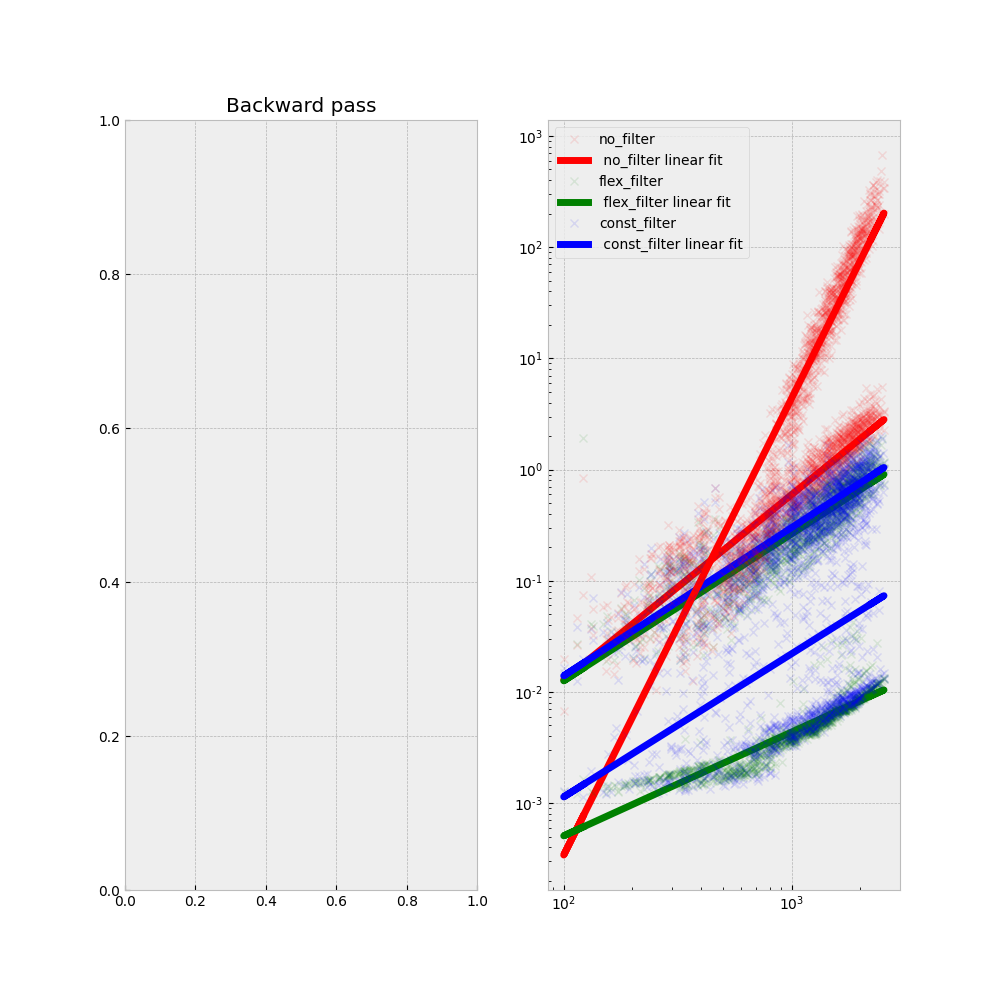 Backward pass
1.0
0.8
0.6
0.4
0.2
0.0
0.0 0.2 0.4 0.6 0.8 1.0
no_filter
no_filter linear fit
flex_filter
flex_filter linear fit
const_filter
const_filter linear fit
10³
10²
10¹
10⁰
10⁻¹
10⁻²
10⁻³
10² 10³